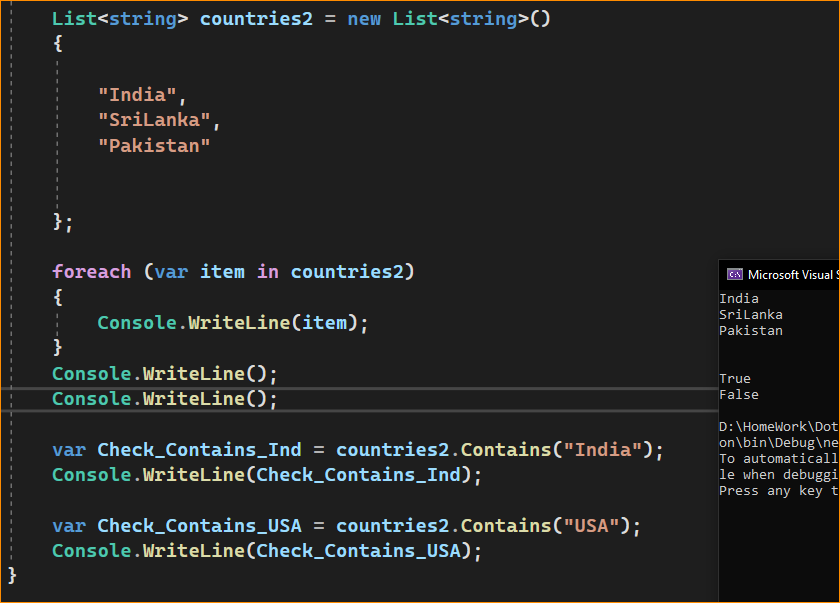 List<string> countries2 = new List<string>()
{
"India",
"SriLanka",
"Pakistan"
};
foreach (var item in countries2)
{
Console.WriteLine(item);
}
Console.WriteLine();
Console.WriteLine();
var Check_Contains_Ind = countries2.Contains("India");
Console.WriteLine(Check_Contains_Ind);
var Check_Contains_USA = countries2.Contains("USA");
Console.WriteLine(Check_Contains_USA);
}
Microsoft Visual S
India
SriLanka
Pakistan
True
False
D:\HomeWork\Dot
on\bin\Debug\ne
To automaticall
le when debuggi
Press any key t